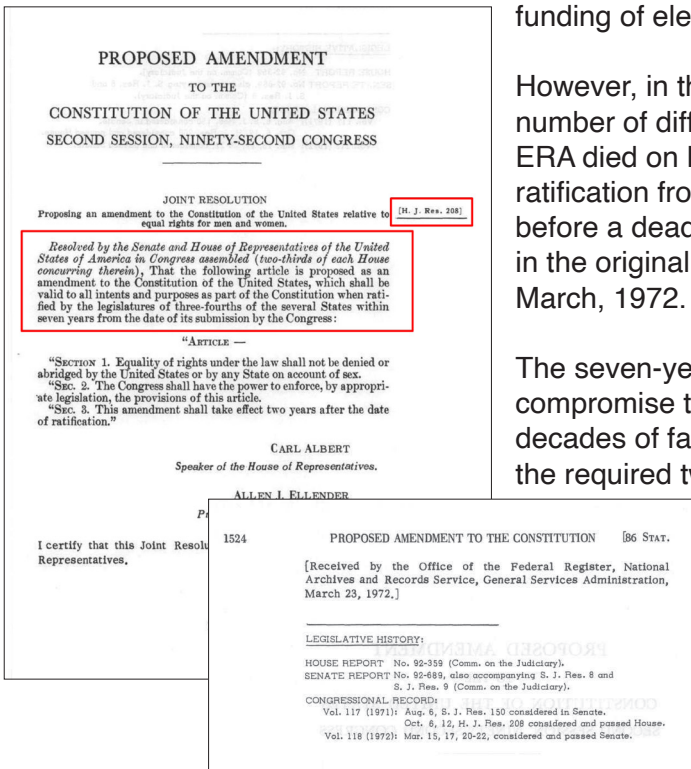 PROPOSED AMENDMENT
TO THE
CONSTITUTION OF THE UNITED STATES
SECOND SESSION, NINETY-SECOND CONGRESS
JOINT RESOLUTION
Proposing an amendment to the Constitution of the United States relative to
equal rights for men and women.
[H. J. Res. 208]
Resolved by the Senate and House of Representatives of the United
States of America in Congress assembled (two-thirds of each House
concurring therein), That the following article is proposed as an
amendment to the Constitution of the United States, which shall be
valid to all intents and purposes as part of the Constitution when rati-
fied by the legislatures of three-fourths of the several States within
seven years from the date of its submission by the Congress:
"ARTICLE —
"SECTION 1. Equality of rights under the law shall not be denied or
abridged by the United States or by any State on account of sex.
"SEC. 2. The Congress shall have the power to enforce, by appropri-
ate legislation, the provisions of this article.
"SEC. 3. This amendment shall take effect two years after the date
of ratification."
CARL ALBERT
Speaker of the House of Representatives.
ALLEN J. ELLENDER
I certify that this Joint
Representatives.
funding of
However, in
number of
ERA died on
ratification
before a
in the original
March, 1972.
The
compromise
decades of
the required
1524 PROPOSED AMENDMENT TO THE CONSTITUTION [86 STAT.
[Received by the Office of the Federal Register, National
Archives and Records Service, General Services Administration,
March 23, 1972.]
LEGISLATIVE HISTORY:
HOUSE REPORT No. 92-359 (Comm. on the Judiciary).
SENATE REPORT No. 92-689, also accompanying S. J. Res. 8 and
S. J. Res. 9 (Comm. on the Judiciary).
CONGRESSIONAL RECORD:
Vol. 117 (1971): Aug. 6, S. J. Res. 150 considered in Senate.
Oct. 6, 12, H. J. Res. 208 considered and passed House.
Vol. 118 (1972): Mar. 15, 17, 20-22, considered and passed Senate.